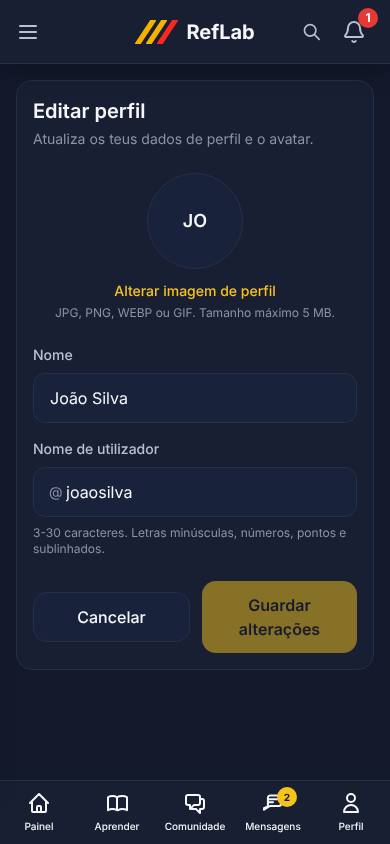 RefLab
1
Editar perfil
Atualiza os teus dados de perfil e o avatar.
JO
Alterar imagem de perfil
JPG, PNG, WEBP ou GIF. Tamanho máximo 5 MB.
Nome
João Silva
Nome de utilizador
@joaosilva
3-30 caracteres. Letras minúsculas, números, pontos e
sublinhados.
Cancelar
Guardar
alterações
2
Painel
Aprender
Comunidade
Mensagens
Perfil